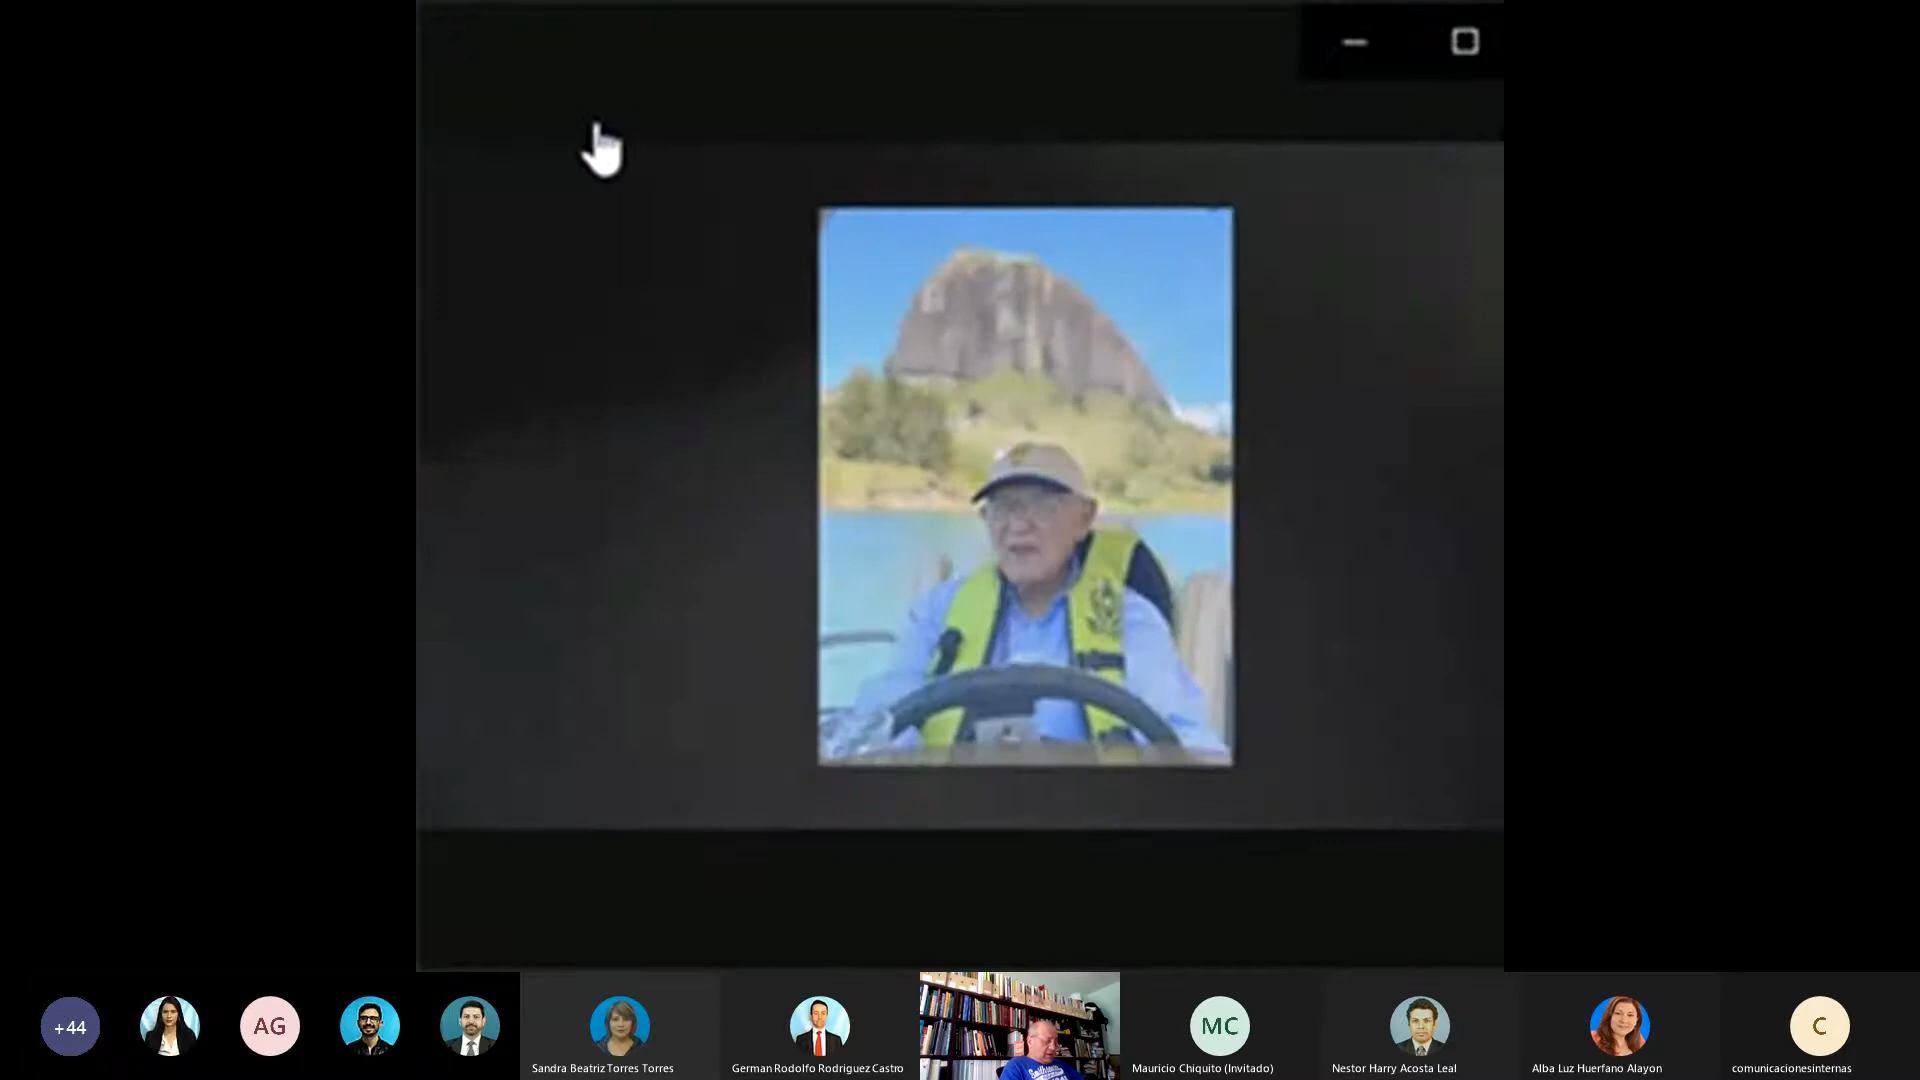 +44
AG
Sandra Beatriz Torres Torres
German Rodolfo Rodriguez Castro
MC
Mauricio Chiquito (Invitado)
Nestor Harry Acosta Leal
Alba Luz Huerfano Alayon
C
comunicacionesinternas